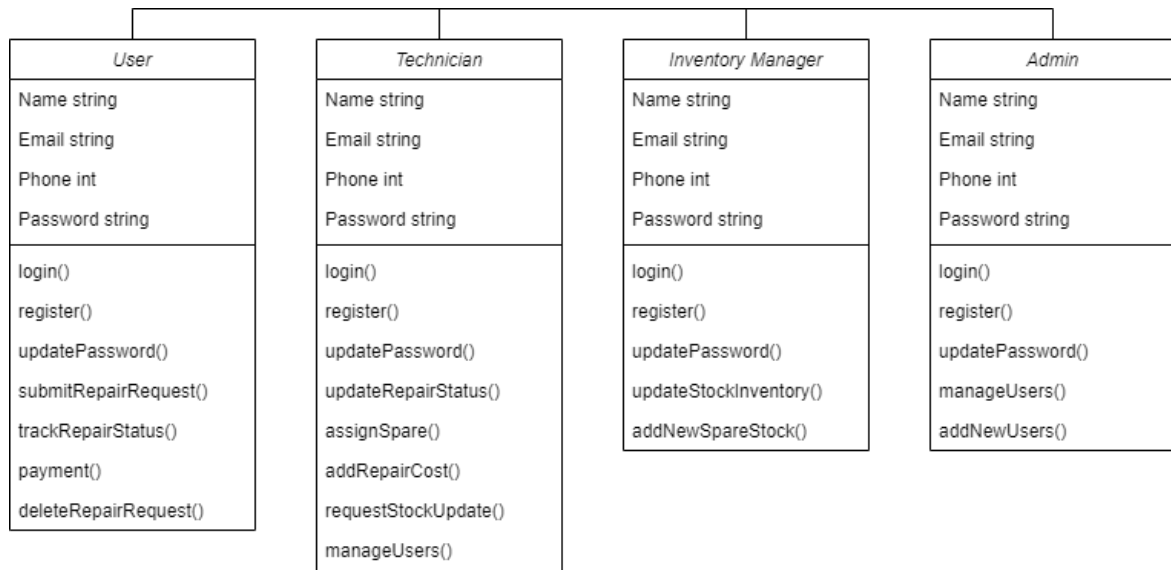 User
Name string
Email string
Phone int
Password string
login()
register()
updatePassword()
submitRepairRequest()
trackRepairStatus()
payment()
deleteRepairRequest()
Technician
Name string
Email string
Phone int
Password string
login()
register()
updatePassword()
updateRepairStatus()
assignSpare()
addRepairCost()
requestStockUpdate()
manageUsers()
Inventory Manager
Name string
Email string
Phone int
Password string
login()
register()
updatePassword()
updateStockInventory()
addNewSpareStock()
Admin
Name string
Email string
Phone int
Password string
login()
register()
updatePassword()
manageUsers()
addNewUsers()